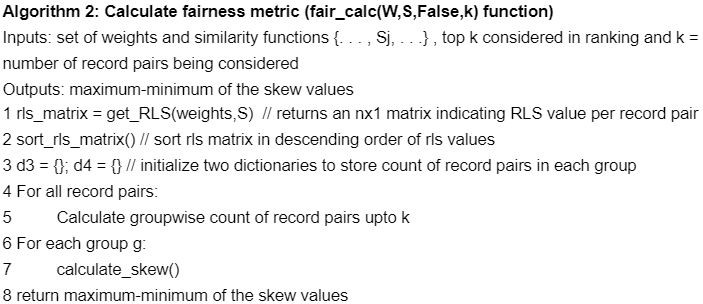 Algorithm 2: Calculate fairness metric (fair_calc(W,S,False,k) function)
Inputs: set of weights and similarity functions {. . . , Sj, . . .} , top k considered in ranking and k =
number of record pairs being considered
Outputs: maximum-minimum of the skew values
1 rls_matrix = get_RLS(weights,S)  // returns an nx1 matrix indicating RLS value per record pair
2 sort_rls_matrix() // sort rls matrix in descending order of rls values
3 d3 = {}; d4 = {} // initialize two dictionaries to store count of record pairs in each group
4 For all record pairs:
5      Calculate groupwise count of record pairs upto k
6 For each group g:
7      calculate_skew()
8 return maximum-minimum of the skew values